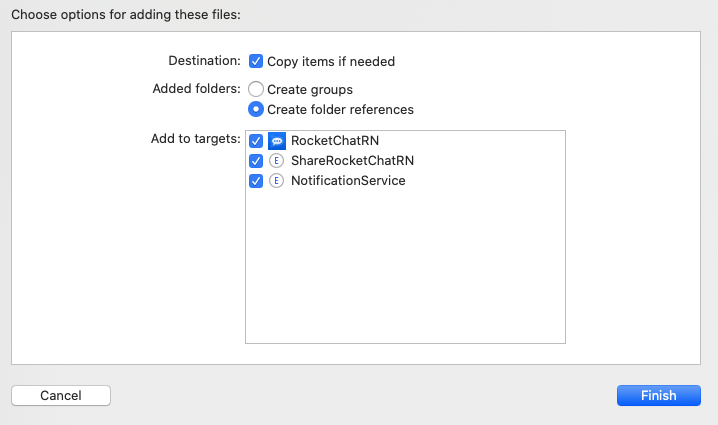 Choose options for adding these files:
Destination: Copy items if needed
Added folders: Create groups
Create folder references
Add to targets: RocketChatRN
E ShareRocketChatRN
E NotificationService
Cancel Finish